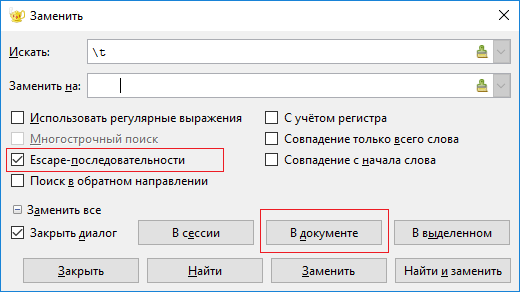 Заменить
Искать: \t
Заменить на:
Использовать регулярные выражения
С учётом регистра
Многострочный поиск
Совпадение только всего слова
Escape-последовательности
Совпадение с начала слова
Поиск в обратном направлении
Заменить все
Закрыть диалог
В сессии
В документе
В выделенном
Закрыть
Найти
Заменить
Найти и заменить